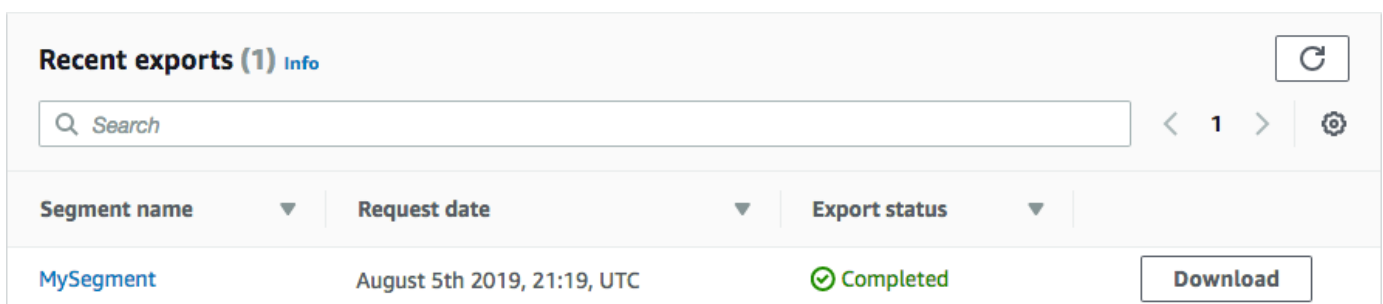 Recent exports (1) Info
Search
1
Segment name Request date Export status
MySegment August 5th 2019, 21:19, UTC Completed Download